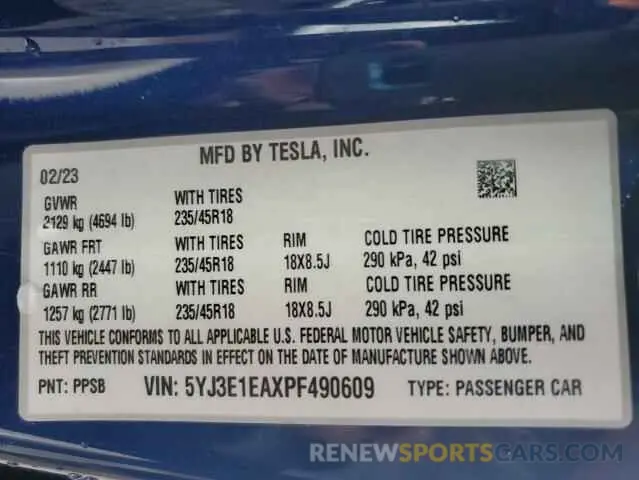 MFD BY TESLA, INC.
02/23
GVWR WITH TIRES
2129 kg (4694 lb) 235/45R18
GAWR FRT WITH TIRES RIM COLD TIRE PRESSURE
1110 kg (2447 lb) 235/45R18 18X8.5J 290 kPa, 42 psi
GAWR RR WITH TIRES RIM COLD TIRE PRESSURE
1257 kg (2771 lb) 235/45R18 18X8.5J 290 kPa, 42 psi
THIS VEHICLE CONFORMS TO ALL APPLICABLE U.S. FEDERAL MOTOR VEHICLE SAFETY, BUMPER, AND
THEFT PREVENTION STANDARDS IN EFFECT ON THE DATE OF MANUFACTURE SHOWN ABOVE.
PNT: PPSB VIN: 5YJ3E1EAXPF490609 TYPE: PASSENGER CAR
RENEWSPORTSCARS.COM